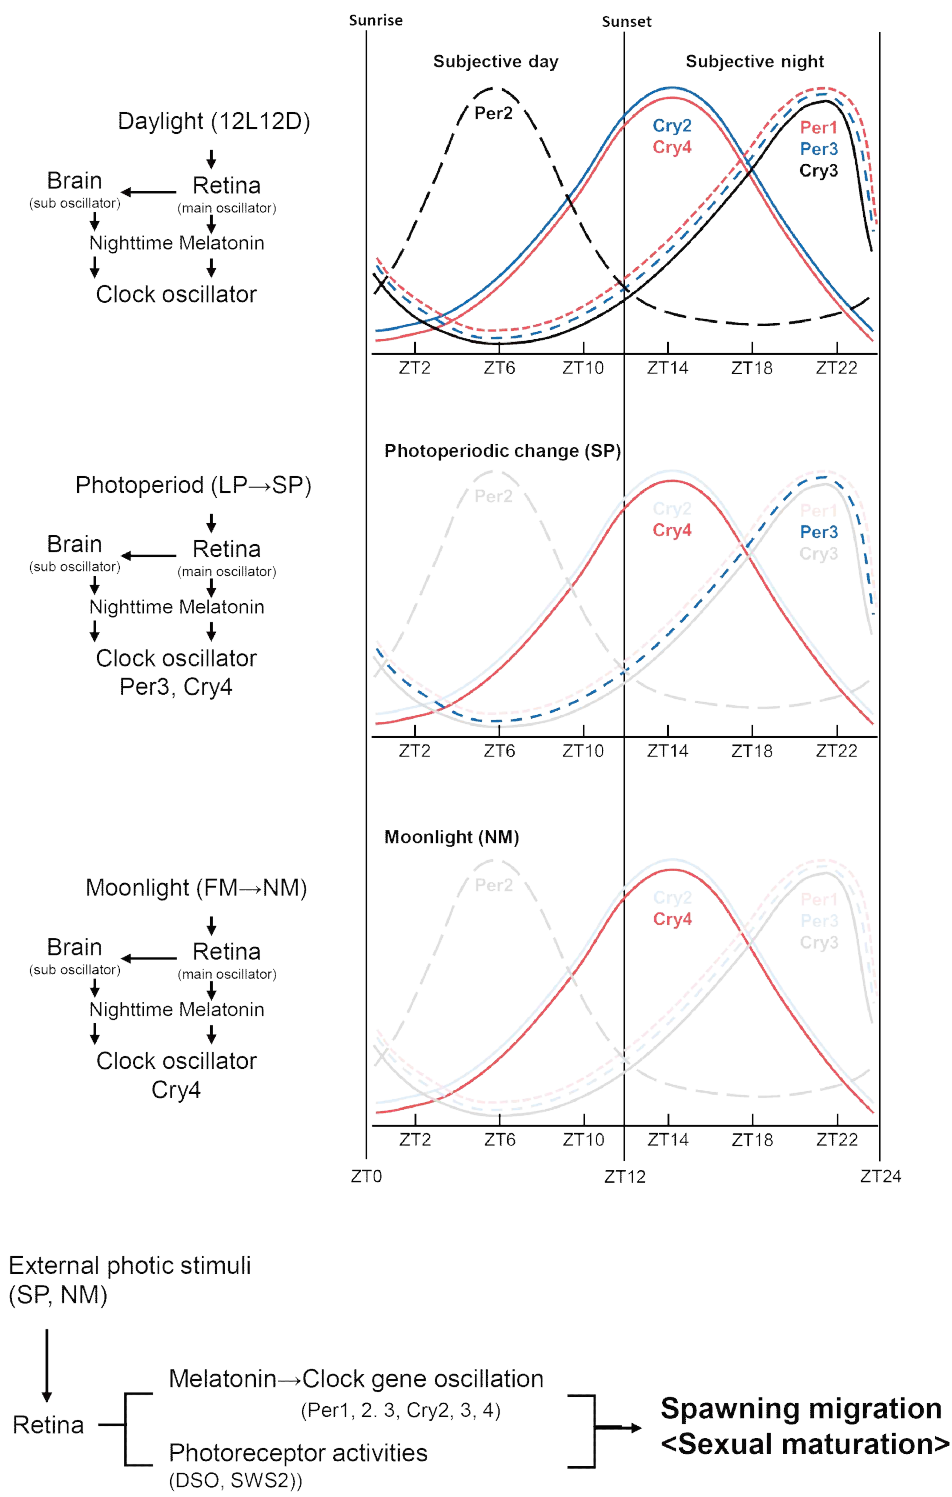 Sunrise
Sunset
Subjective day
Subjective night
Daylight (12L12D)
Brain
(sub oscillator)
Retina
(main oscillator)
Nighttime Melatonin
Clock oscillator
Per2
Cry2
Cry4
Per1
Per3
Cry3
ZT2
ZT6
ZT10
ZT14
ZT18
ZT22
Photoperiodic change (SP)
Photoperiod (LP→SP)
Brain
(sub oscillator)
Retina
(main oscillator)
Nighttime Melatonin
Clock oscillator
Per3, Cry4
Per2
Cry2
Cry4
Per1
Per3
Cry3
ZT2
ZT6
ZT10
ZT14
ZT18
ZT22
Moonlight (NM)
Moonlight (FM→NM)
Brain
(sub oscillator)
Retina
(main oscillator)
Nighttime Melatonin
Clock oscillator
Cry4
Per2
Cry2
Cry4
Per1
Per3
Cry3
ZT2
ZT6
ZT10
ZT14
ZT18
ZT22
ZT0
ZT12
ZT24
External photic stimuli
(SP, NM)
Retina
Melatonin→Clock gene oscillation
(Per1, 2. 3, Cry2, 3, 4)
Photoreceptor activities
(DSO, SWS2))
Spawning migration
<Sexual maturation>